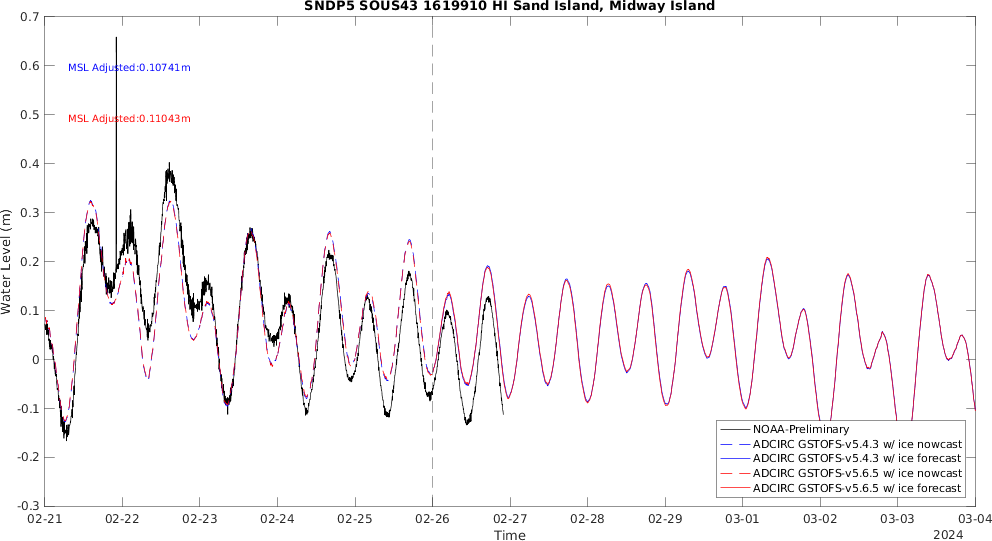 SNDP5 SOUS43 1619910 HI Sand Island, Midway Island
0.7
0.6
0.5
0.4
0.3
0.2
0.1
0
-0.1
-0.2
-0.3
Water Level (m)
MSL Adjusted:0.10741m
MSL Adjusted:0.11043m
NOAA-Preliminary
ADCIRC GSTOFS-v5.4.3 w/ ice nowcast
ADCIRC GSTOFS-v5.4.3 w/ ice forecast
ADCIRC GSTOFS-v5.6.5 w/ ice nowcast
ADCIRC GSTOFS-v5.6.5 w/ ice forecast
02-21 02-22 02-23 02-24 02-25 02-26 02-27 02-28 02-29 03-01 03-02 03-03 03-04
Time
2024